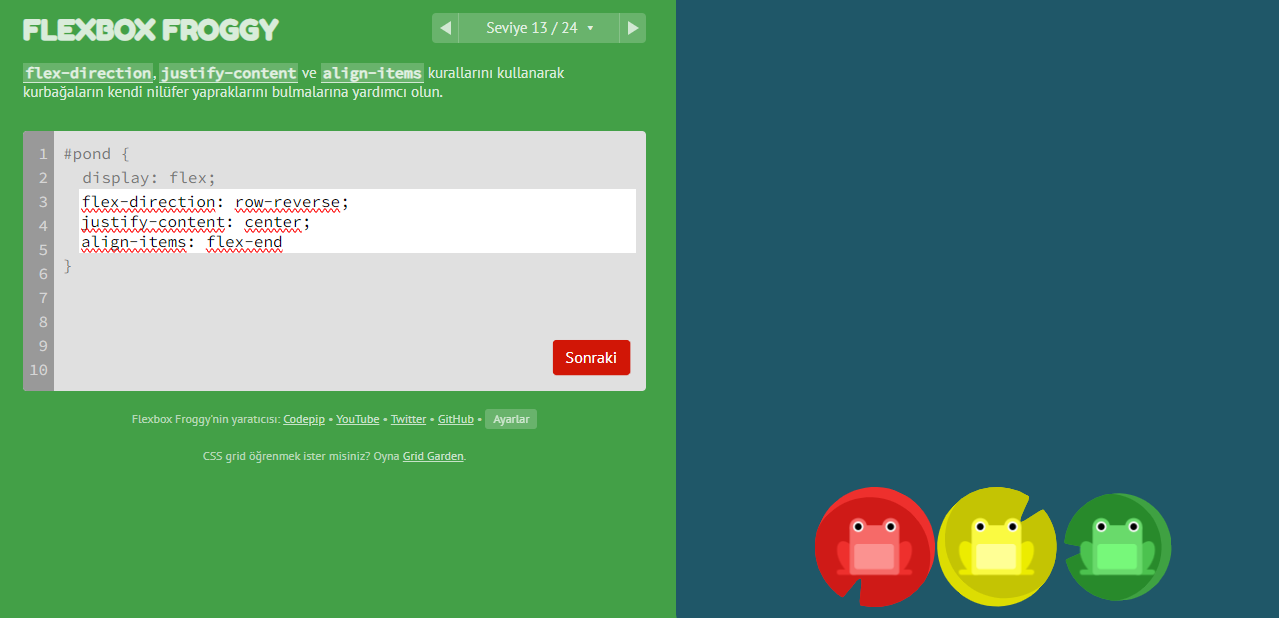 FLEXBOX FROGGY
Seviye 13 / 24
flex-direction, justify-content ve align-items kurallarını kullanarak
kurbağaların kendi nilüfer yapraklarını bulmalarına yardımcı olun.
1 #pond {
2 display: flex;
3 flex-direction: row-reverse;
4 justify-content: center;
5 align-items: flex-end
6 }
7
8
9
10
Sonraki
Flexbox Froggy'nin yaratıcısı: Codepip • YouTube • Twitter • GitHub • Ayarlar
CSS grid öğrenmek ister misiniz? Oyna Grid Garden.